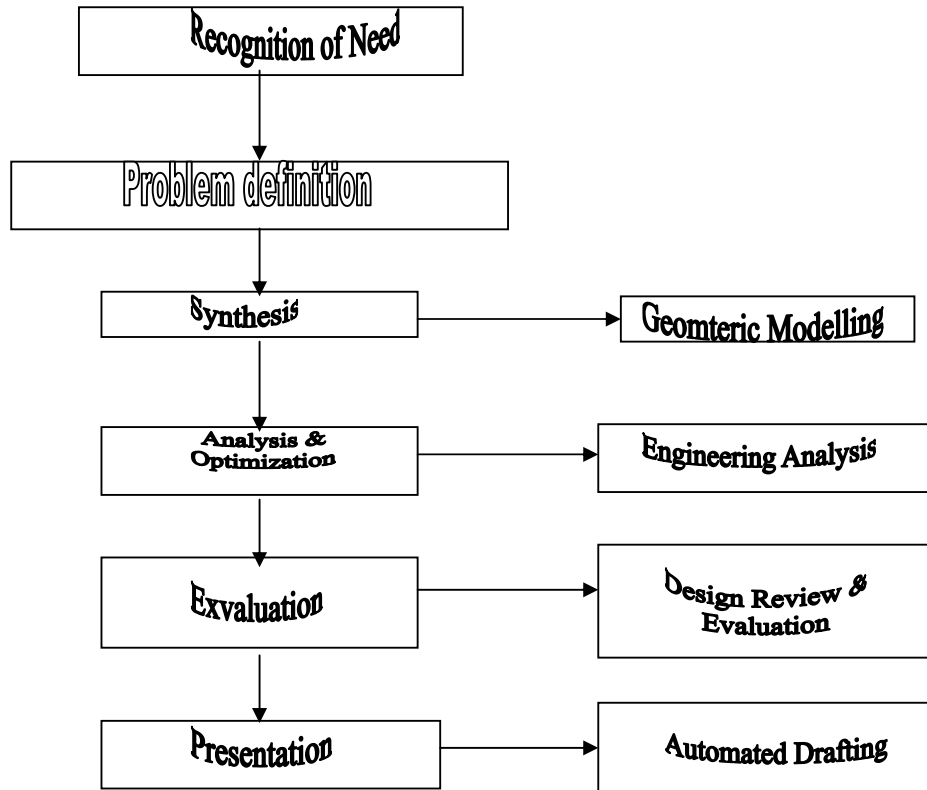 Recognition of Need
Problem definition
Synthesis
Geomteric Modelling
Analysis &
Optimization
Engineering Analysis
Exvaluation
Design Review &
Evaluation
Presentation
Automated Drafting